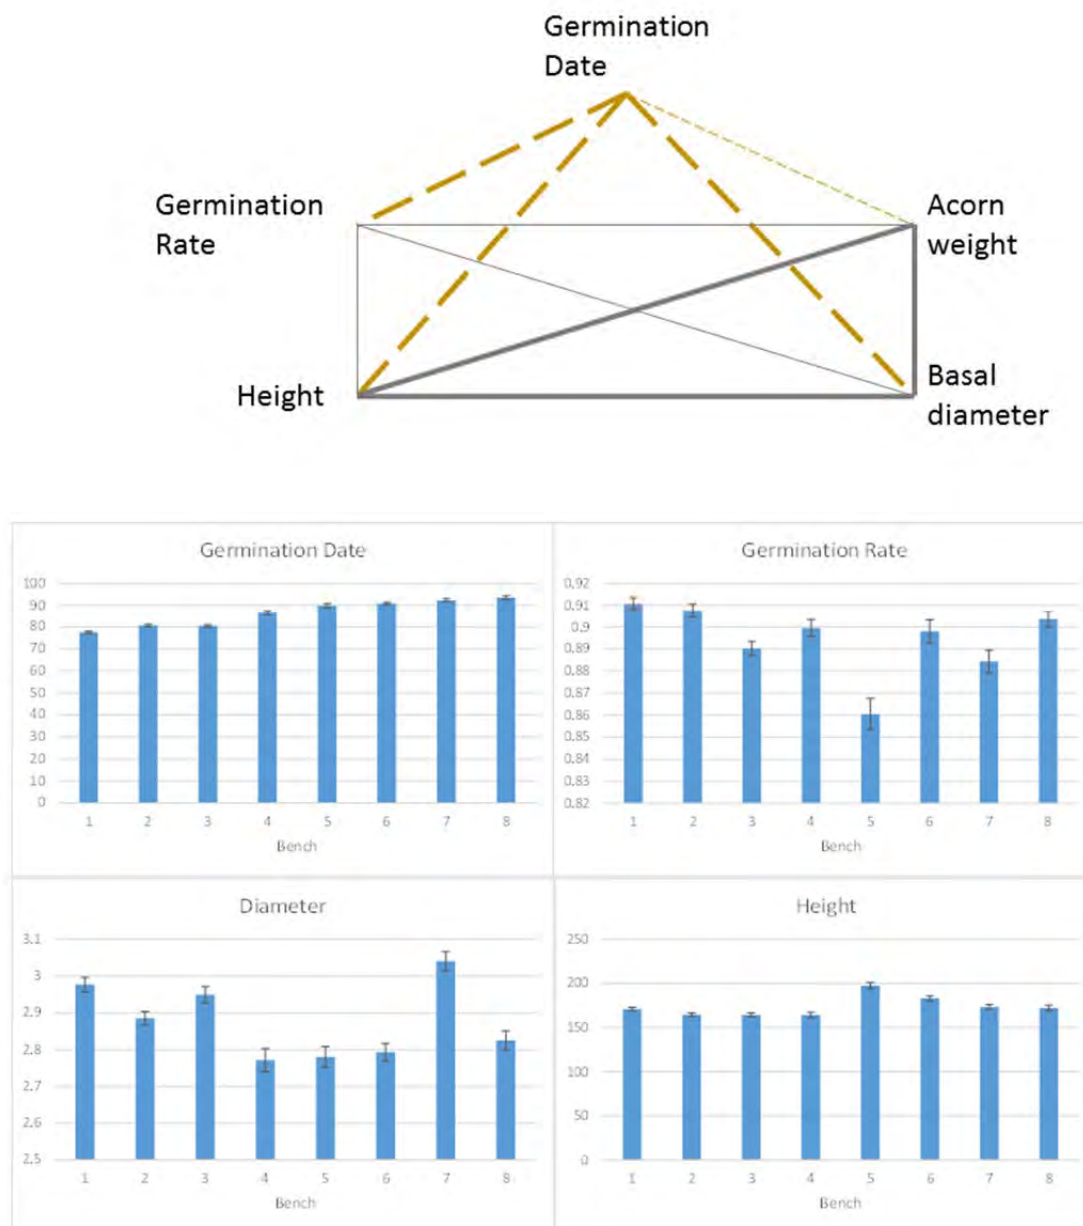 Germination
Date
Germination
Rate
Acorn
weight
Height
Basal
diameter
Germination Date
100
90
80
70
60
50
40
30
20
10
0
1 2 3 4 5 6 7 8
Bench
Germination Rate
0.92
0.91
0.9
0.89
0.88
0.87
0.86
0.85
0.84
0.83
0.82
1 2 3 4 5 6 7 8
Bench
Diameter
3.1
3
2.9
2.8
2.7
2.6
2.5
1 2 3 4 5 6 7 8
Bench
Height
250
200
150
100
50
0
1 2 3 4 5 6 7 8
Bench